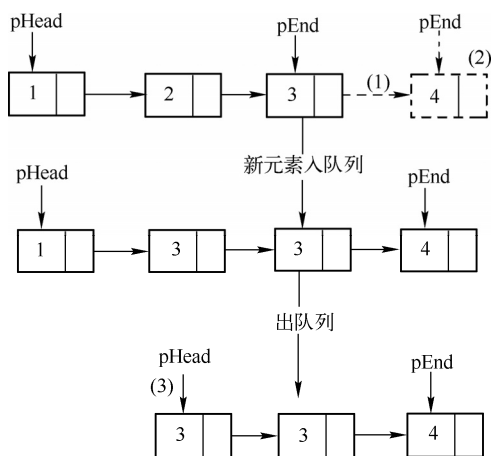 pHead pEnd pEnd
(1) (2)
1 2 3 4
新元素入队列
pHead pEnd
1 3 3 4
出队列
pHead pEnd
(3)
3 3 4